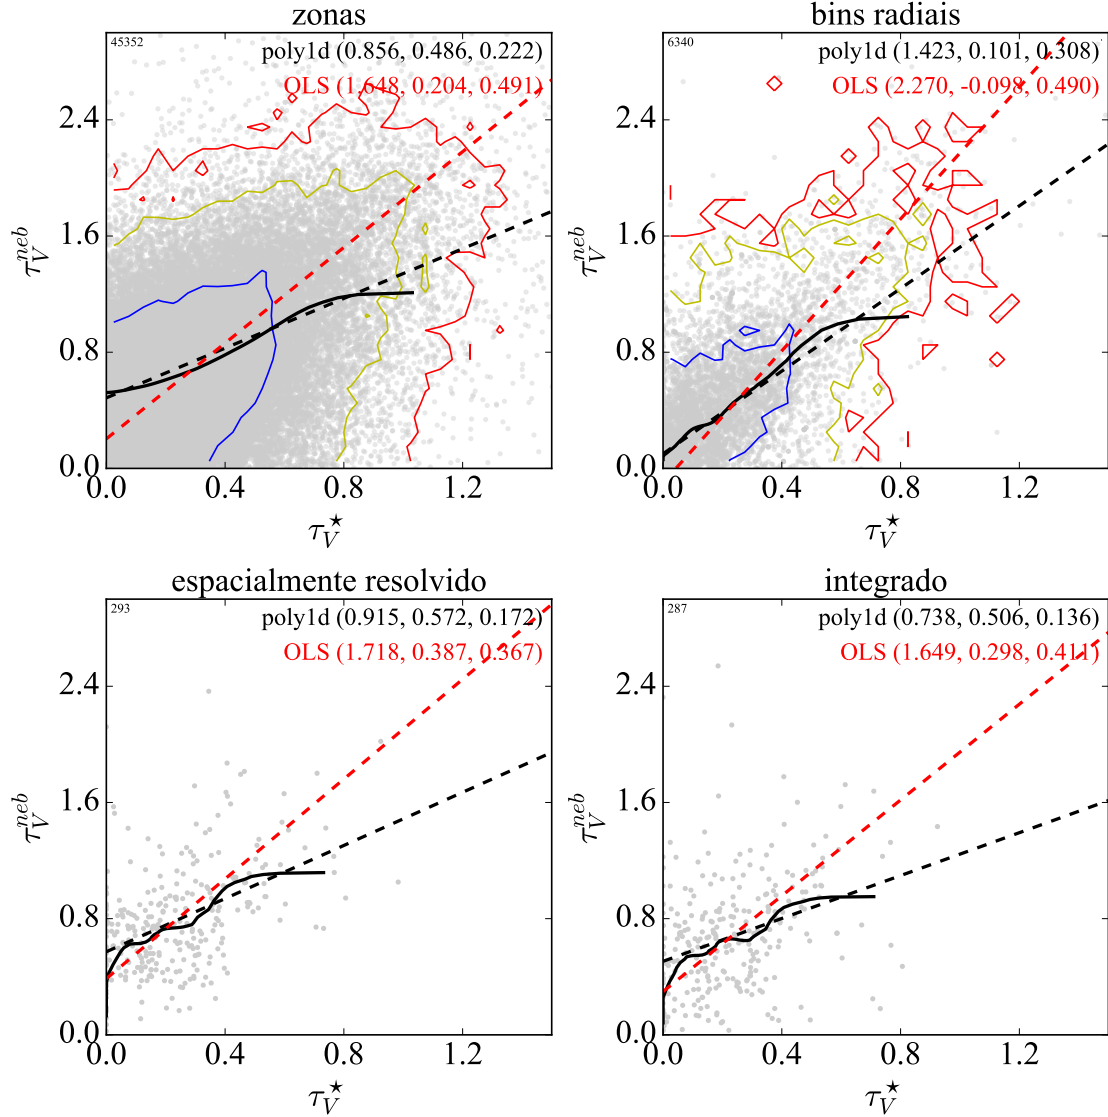 zonas
45352
poly1d (0.856, 0.486, 0.222)
OLS (1.648, 0.204, 0.491)
2.4
1.6
0.8
0.0
τ_V^neb
0.0 0.4 0.8 1.2
τ_V^★
bins radiais
6340
poly1d (1.423, 0.101, 0.308)
OLS (2.270, -0.098, 0.490)
2.4
1.6
0.8
0.0
τ_V^neb
0.0 0.4 0.8 1.2
τ_V^★
espacialmente resolvido
293
poly1d (0.915, 0.572, 0.172)
OLS (1.718, 0.387, 0.367)
2.4
1.6
0.8
0.0
τ_V^neb
0.0 0.4 0.8 1.2
τ_V^★
integrado
287
poly1d (0.738, 0.506, 0.136)
OLS (1.649, 0.298, 0.411)
2.4
1.6
0.8
0.0
τ_V^neb
0.0 0.4 0.8 1.2
τ_V^★